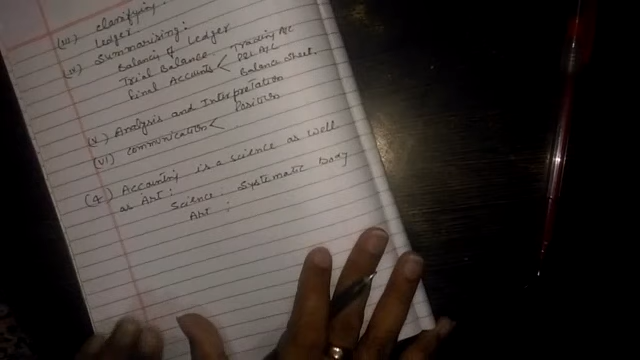 (iii) Classifying.
Ledger
(iv) Summarising:
Balancing of Ledger
Trial Balance
Final Accounts < Trading A/C
P&L A/C
Balance Sheet.
(v) Analysis and Interpretation
(vi) Communication < Position
(4) Accounting is a science as well
as Art:
Science: Systematic body
Art :